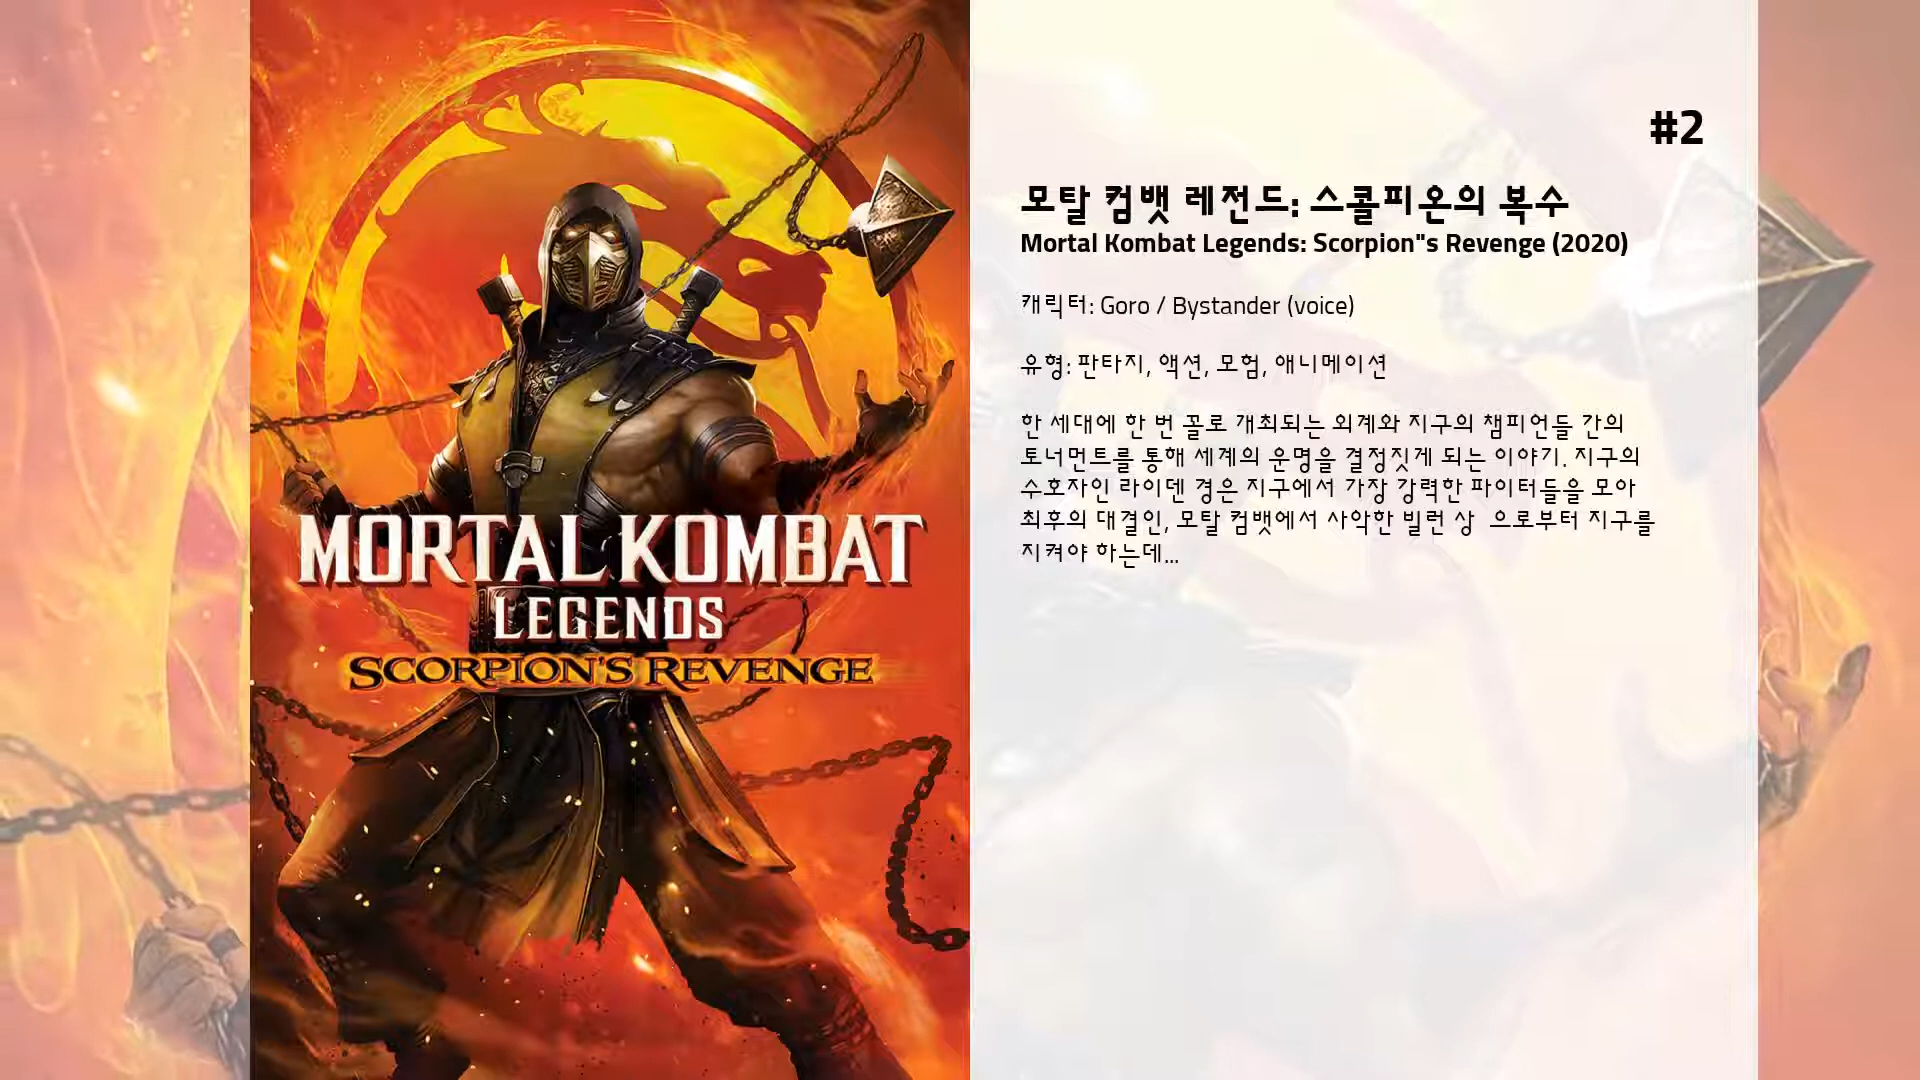 MORTAL KOMBAT
LEGENDS
SCORPION'S REVENGE
#2
모탈 컴뱃 레전드: 스콜피온의 복수
Mortal Kombat Legends: Scorpion"s Revenge (2020)
캐릭터: Goro / Bystander (voice)
유형: 판타지, 액션, 모험, 애니메이션
한 세대에 한 번 꼴로 개최되는 외계와 지구의 챔피언들 간의
토너먼트를 통해 세계의 운명을 결정짓게 되는 이야기. 지구의
수호자인 라이덴 경은 지구에서 가장 강력한 파이터들을 모아
최후의 대결인, 모탈 컴뱃에서 사악한 빌런 상 으로부터 지구를
지켜야 하는데...